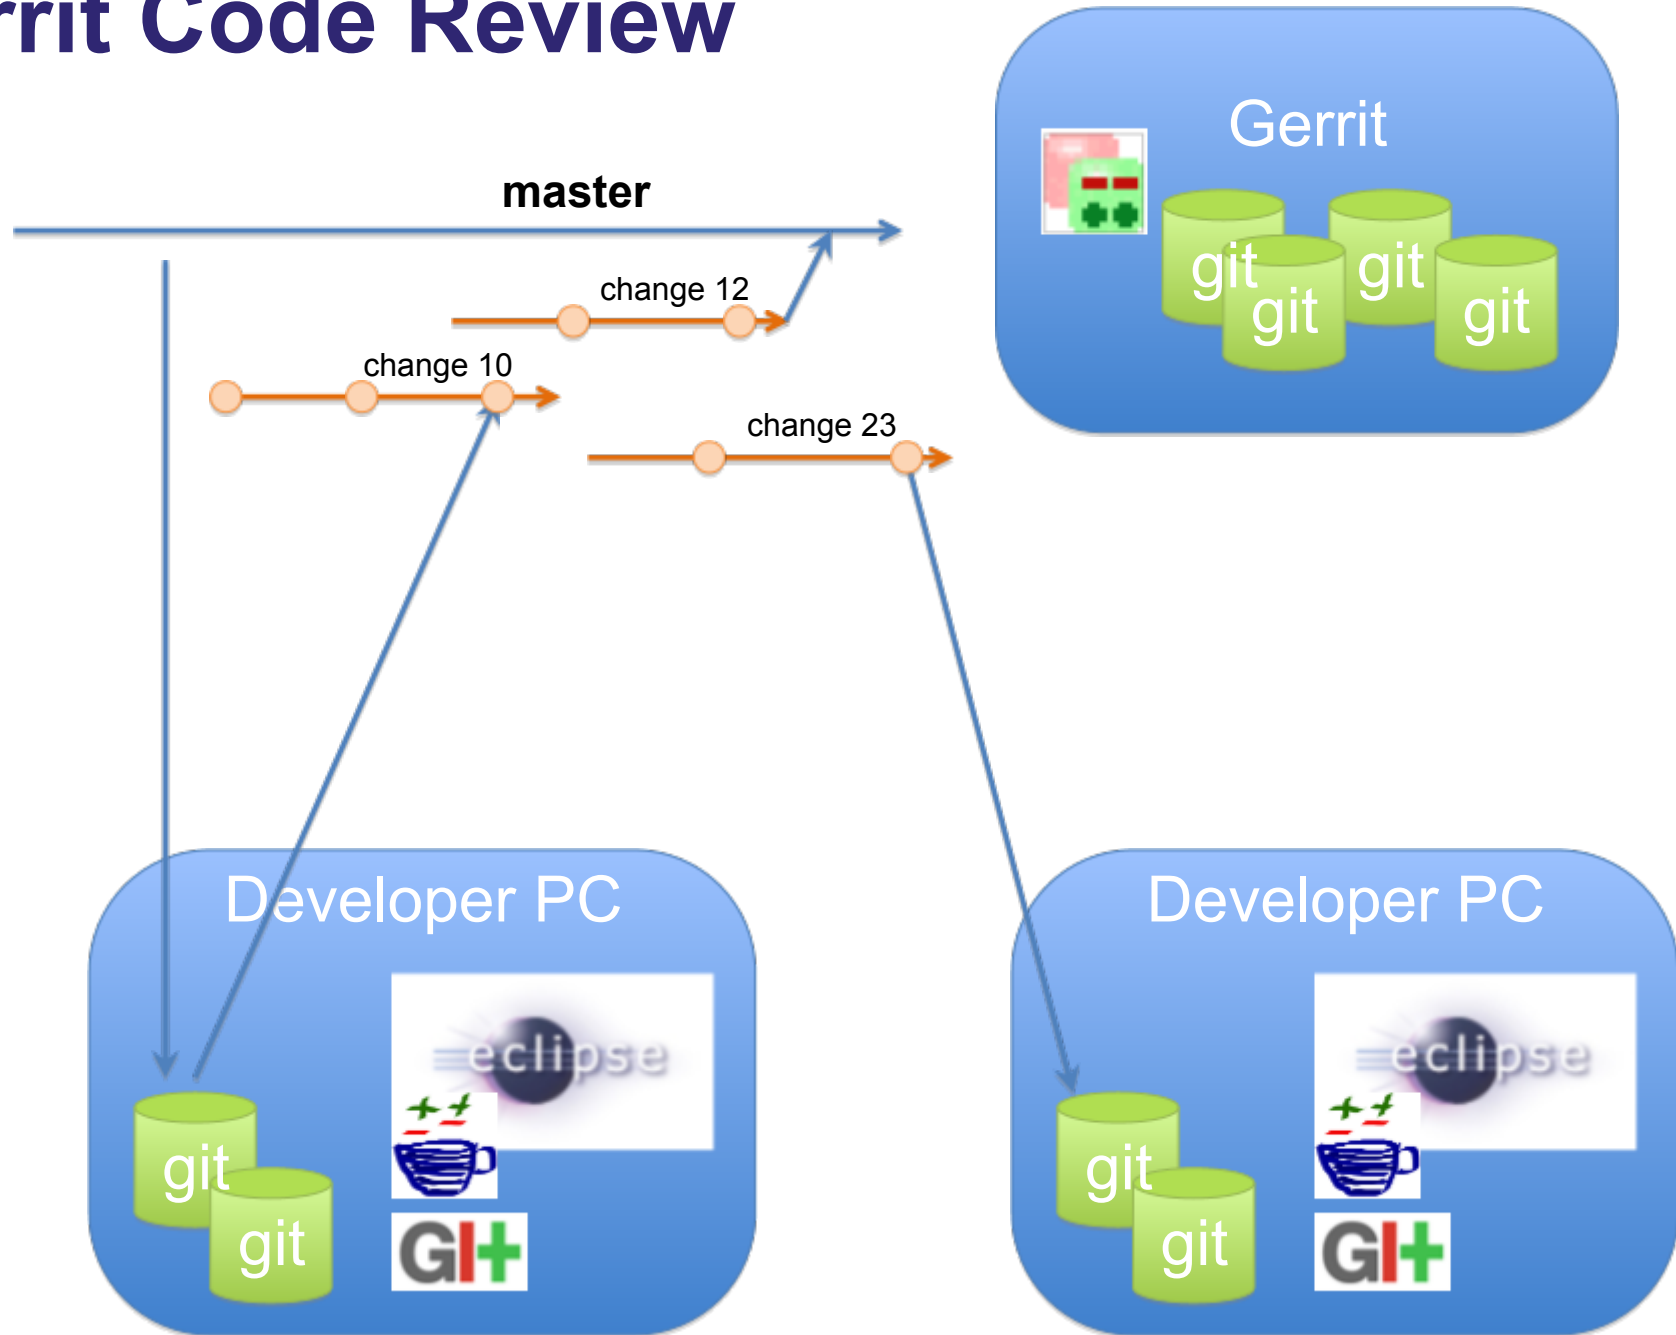 rrit Code Review
Gerrit
git
git
git
git
master
change 12
change 10
change 23
Developer PC
eclipse
git
git
GIt
Developer PC
eclipse
git
git
GIt